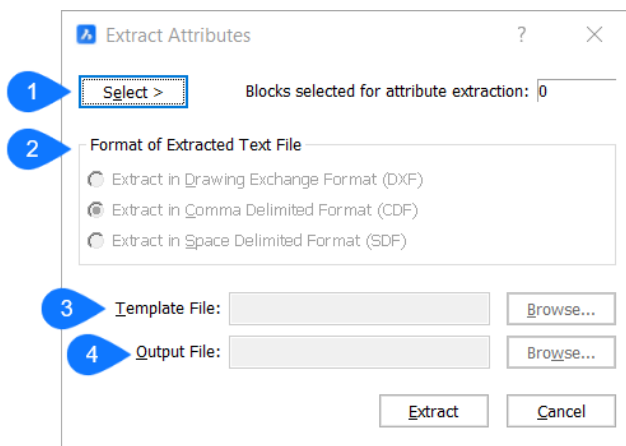 Extract Attributes ? ×
1 Select > Blocks selected for attribute extraction: 0
2 Format of Extracted Text File
Extract in Drawing Exchange Format (DXF)
Extract in Comma Delimited Format (CDF)
Extract in Space Delimited Format (SDF)
3 Template File: Browse...
4 Output File: Browse...
Extract Cancel